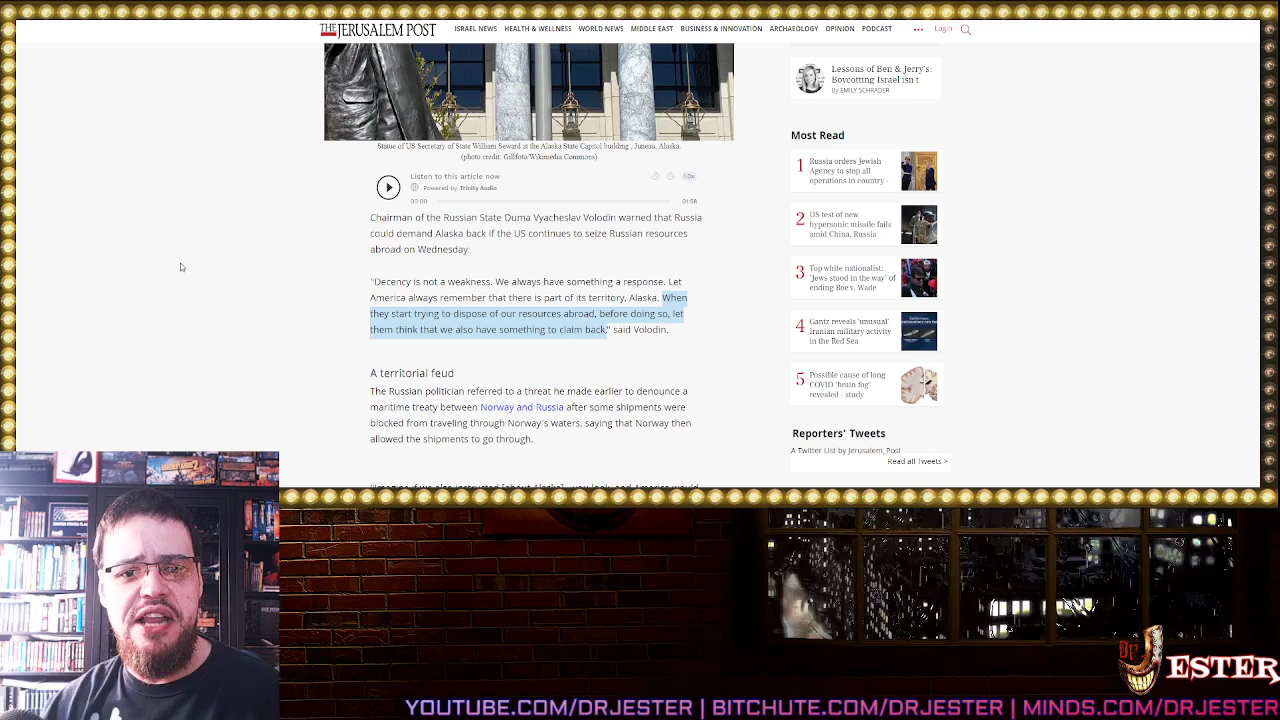 THE JERUSALEM POST
ISRAEL NEWS HEALTH & WELLNESS WORLD NEWS MIDDLE EAST BUSINESS & INNOVATION ARCHAEOLOGY OPINION PODCAST ••• Login
Statue of US Secretary of State William Seward at the Alaska State Capitol building , Juneau, Alaska.
(photo credit: Gillfoto/Wikimedia Commons)
Listen to this article now
1.0x
Powered by Trinity Audio
00:00 01:58
Chairman of the Russian State Duma Vyacheslav Volodin warned that Russia
could demand Alaska back if the US continues to seize Russian resources
abroad on Wednesday.
"Decency is not a weakness. We always have something a response. Let
America always remember that there is part of its territory, Alaska. When
they start trying to dispose of our resources abroad, before doing so, let
them think that we also have something to claim back," said Volodin.
A territorial feud
The Russian politician referred to a threat he made earlier to denounce a
maritime treaty between Norway and Russia after some shipments were
blocked from traveling through Norway's waters, saying that Norway then
allowed the shipments to go through.
Lessons of Ben & Jerry's:
Boycotting Israel isn't
By EMILY SCHRADER
Most Read
1 Russia orders Jewish
Agency to stop all
operations in country -
2 US test of new
hypersonic missile fails
amid China, Russia
3 Top white nationalist:
'Jews stood in the way' of
ending Roe v. Wade
4 Gantz reveals 'unusual'
Iranian military activity
in the Red Sea
5 Possible cause of long
COVID 'brain fog'
revealed - study
Reporters' Tweets
A Twitter List by Jerusalem_Post
Read all Tweets >
Dr
JESTER
YOUTUBE.COM/DRJESTER | BITCHUTE.COM/DRJESTER | MINDS.COM/DRJESTER